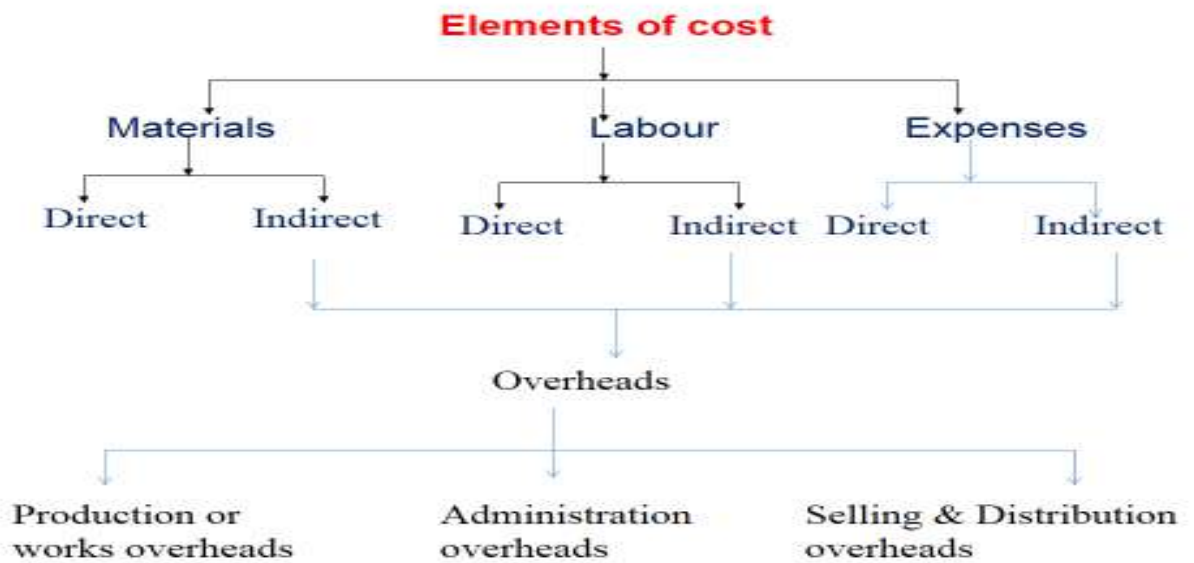 Elements of cost
Materials Labour Expenses
Direct Indirect Direct Indirect Direct Indirect
Overheads
Production or
works overheads
Administration
overheads
Selling & Distribution
overheads